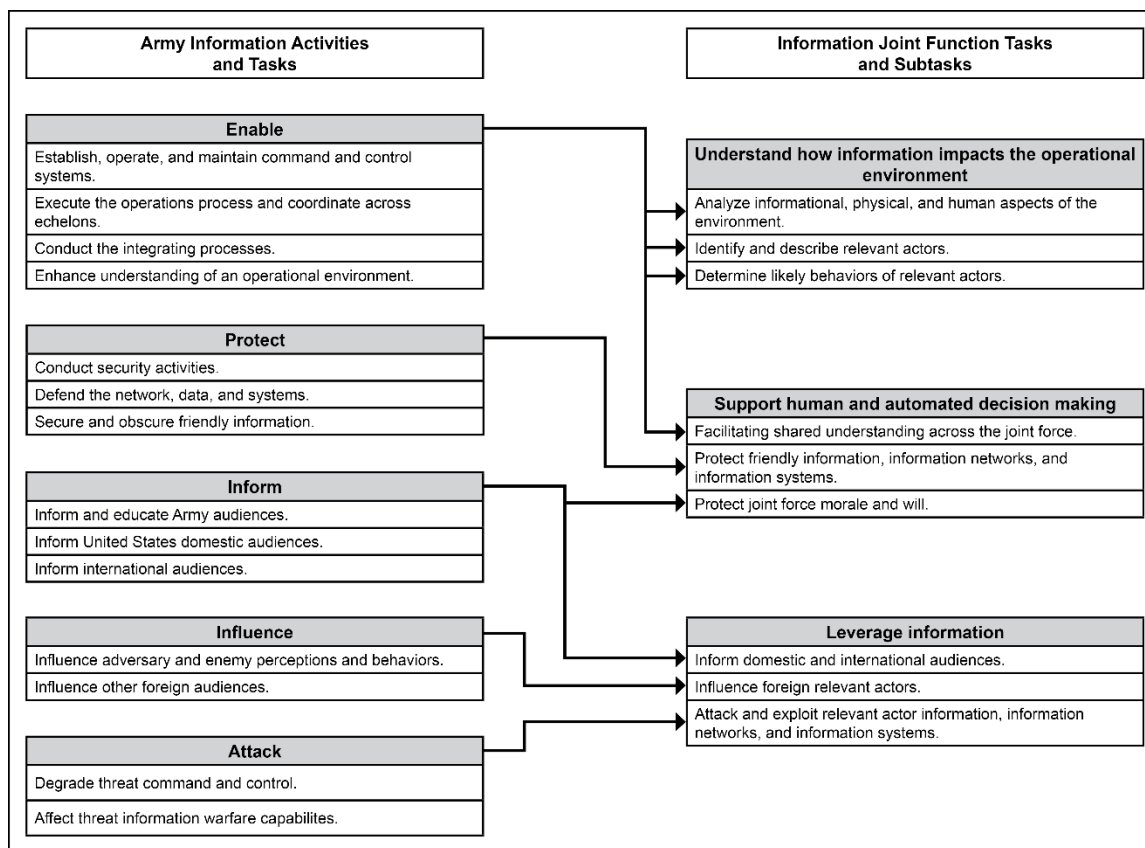 Army Information Activities
and Tasks
Enable
Establish, operate, and maintain command and control
systems.
Execute the operations process and coordinate across
echelons.
Conduct the integrating processes.
Enhance understanding of an operational environment.
Protect
Conduct security activities.
Defend the network, data, and systems.
Secure and obscure friendly information.
Inform
Inform and educate Army audiences.
Inform United States domestic audiences.
Inform international audiences.
Influence
Influence adversary and enemy perceptions and behaviors.
Influence other foreign audiences.
Attack
Degrade threat command and control.
Affect threat information warfare capabilites.
Information Joint Function Tasks
and Subtasks
Understand how information impacts the operational
environment
Analyze informational, physical, and human aspects of the
environment.
Identify and describe relevant actors.
Determine likely behaviors of relevant actors.
Support human and automated decision making
Facilitating shared understanding across the joint force.
Protect friendly information, information networks, and
information systems.
Protect joint force morale and will.
Leverage information
Inform domestic and international audiences.
Influence foreign relevant actors.
Attack and exploit relevant actor information, information
networks, and information systems.